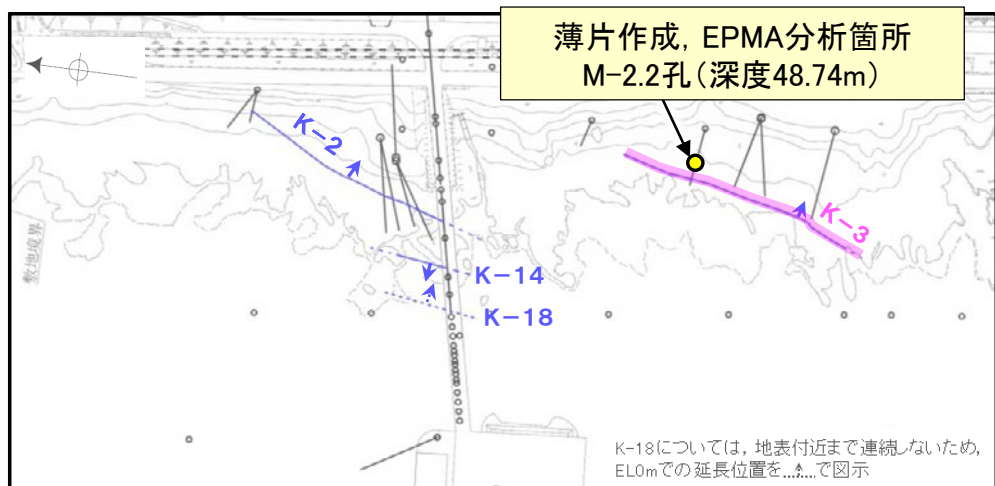 薄片作成, EPMA分析箇所
M-2.2孔(深度48.74m)
K-2
K-3
K-14
K-18
敷地境界
K-18については, 地表付近まで連続しないため,
EL0mでの延長位置を...で図示